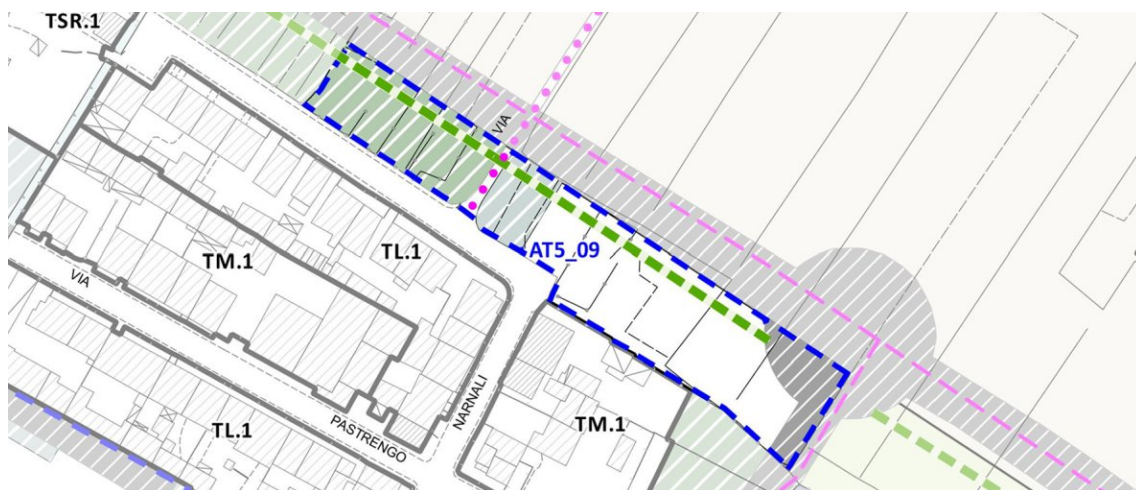 TSR.1
VIA
AT5_09
TL.1
TM.1
VIA
NARNALI
TM.1
TL.1
PASTRENGO